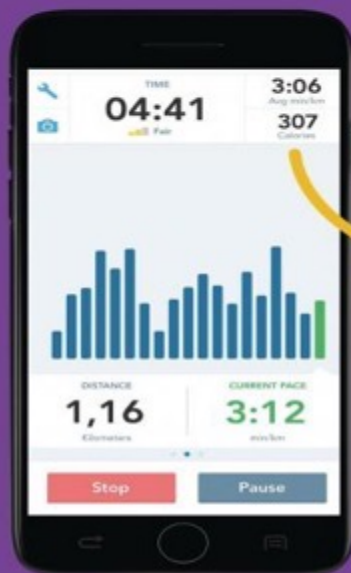 TIME
04:41
Fair
3:06
Avg min/km
307
Calories
DISTANCE
1,16
Kilometers
CURRENT PACE
3:12
min/km
Stop
Pause